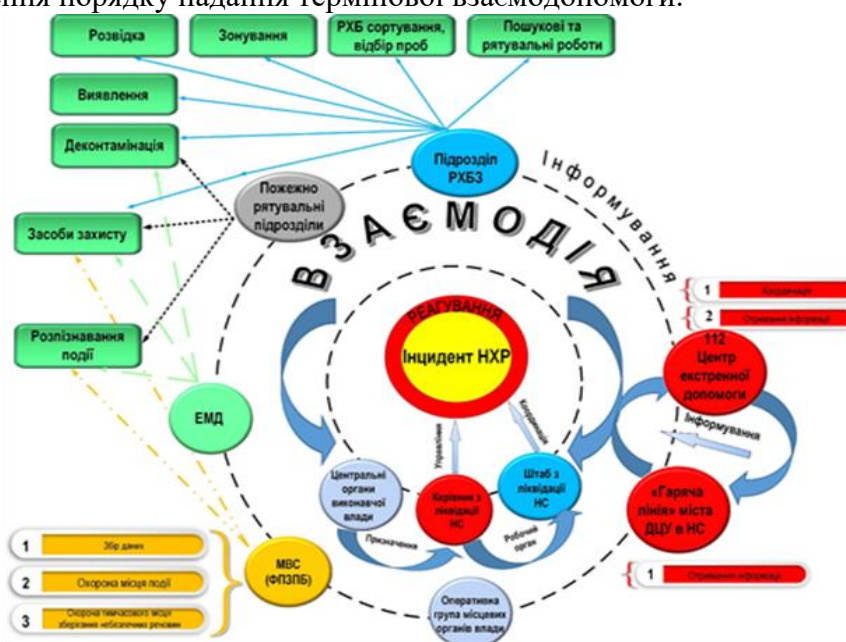 ння порядку надання термінової взаємодопомоги.
Розвідка
Зонування
РХБ сортування,
відбір проб
Пошукові та
рятувальні роботи
Виявлення
Деконтамінація
Засоби захисту
Розпізнавання
події
Пожежно
рятувальні
підрозділи
Підрозділ
РХБЗ
Інформування
ВЗАЄМОДІЯ
РЕАГУВАННЯ
Інцидент НХР
1 Координація
2 Отримання інформації
112
Центр
екстренної
допомоги
Інформування
«Гаряча
лінія» міста
ДЦУ в НС
1 Отримання інформації
ЕМД
Управління
Координація
Центральні
органи
виконавчої
влади
Керівник з
ліквідації
НС
Штаб з
ліквідації
НС
Призначення
Робочий
орган
МВС
(ФПЗПБ)
1 Збір даних
2 Охорона місця події
3 Охорона тимчасового місця
зберігання небезпечних речовин
Оперативна
група місцевих
органів влади